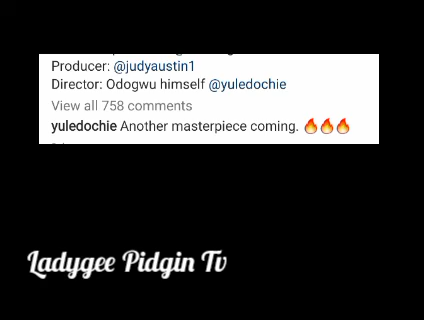 Producer: @judyaustin1
Director: Odogwu himself @yuledochie
View all 758 comments
yuledochie Another masterpiece coming. 🔥🔥🔥
Ladygee Pidgin Tv